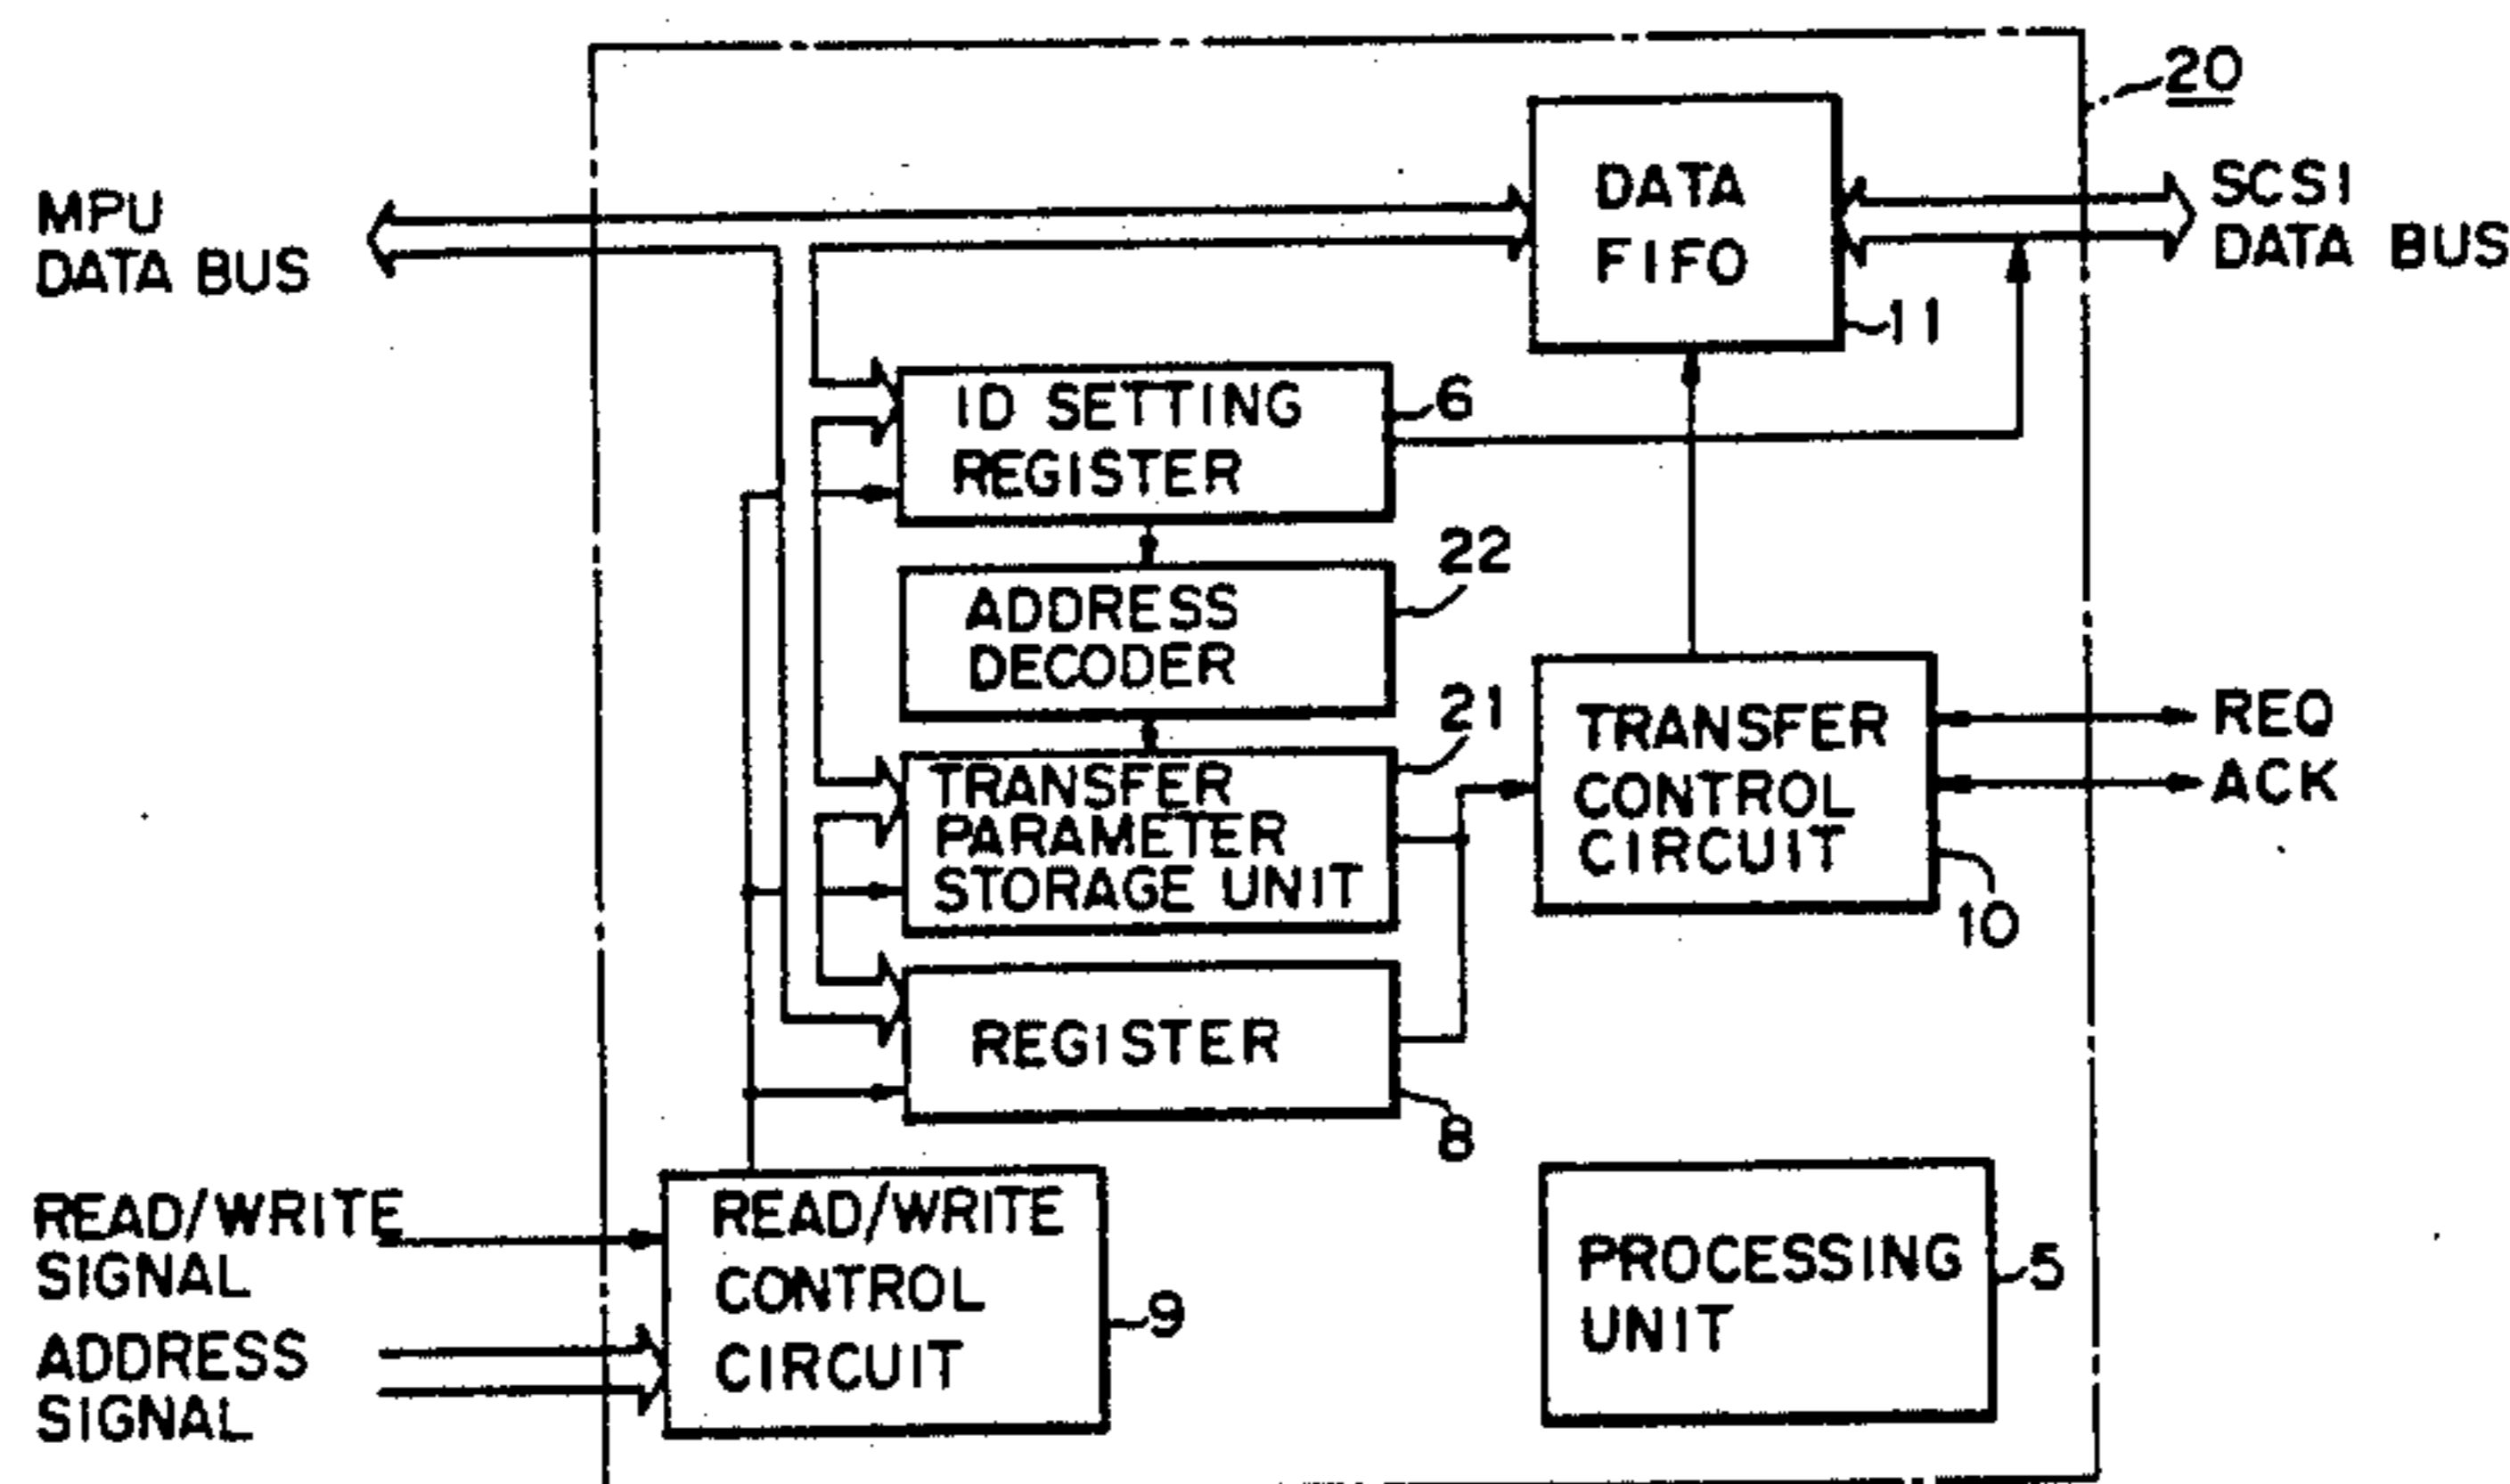 20
MPU
DATA BUS
DATA
FIFO
11
SCSI
DATA BUS
ID SETTING
REGISTER
6
ADDRESS
DECODER
22
TRANSFER
PARAMETER
STORAGE UNIT
21
TRANSFER
CONTROL
CIRCUIT
10
REQ
ACK
REGISTER
8
READ/WRITE
SIGNAL
ADDRESS
SIGNAL
READ/WRITE
CONTROL
CIRCUIT
9
PROCESSING
UNIT
5